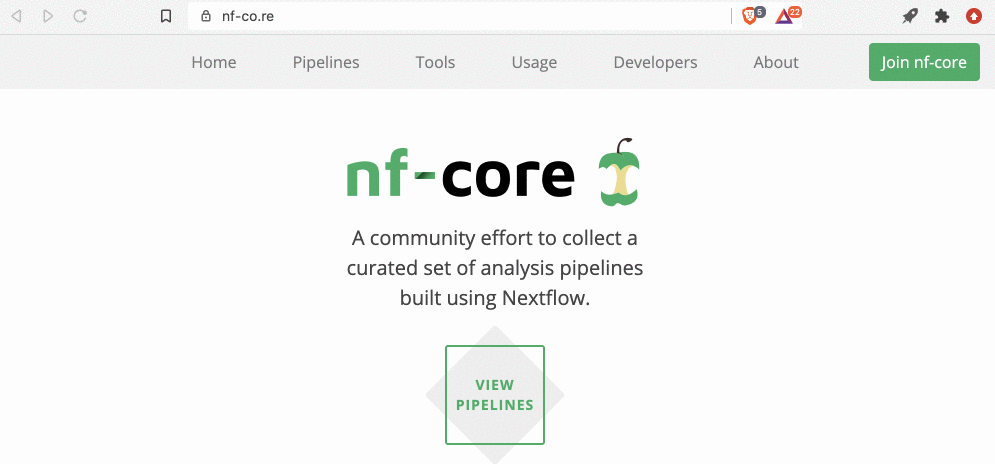 nf-co.re
5
22
Home Pipelines Tools Usage Developers About Join nf-core
nf-core
A community effort to collect a
curated set of analysis pipelines
built using Nextflow.
VIEW
PIPELINES